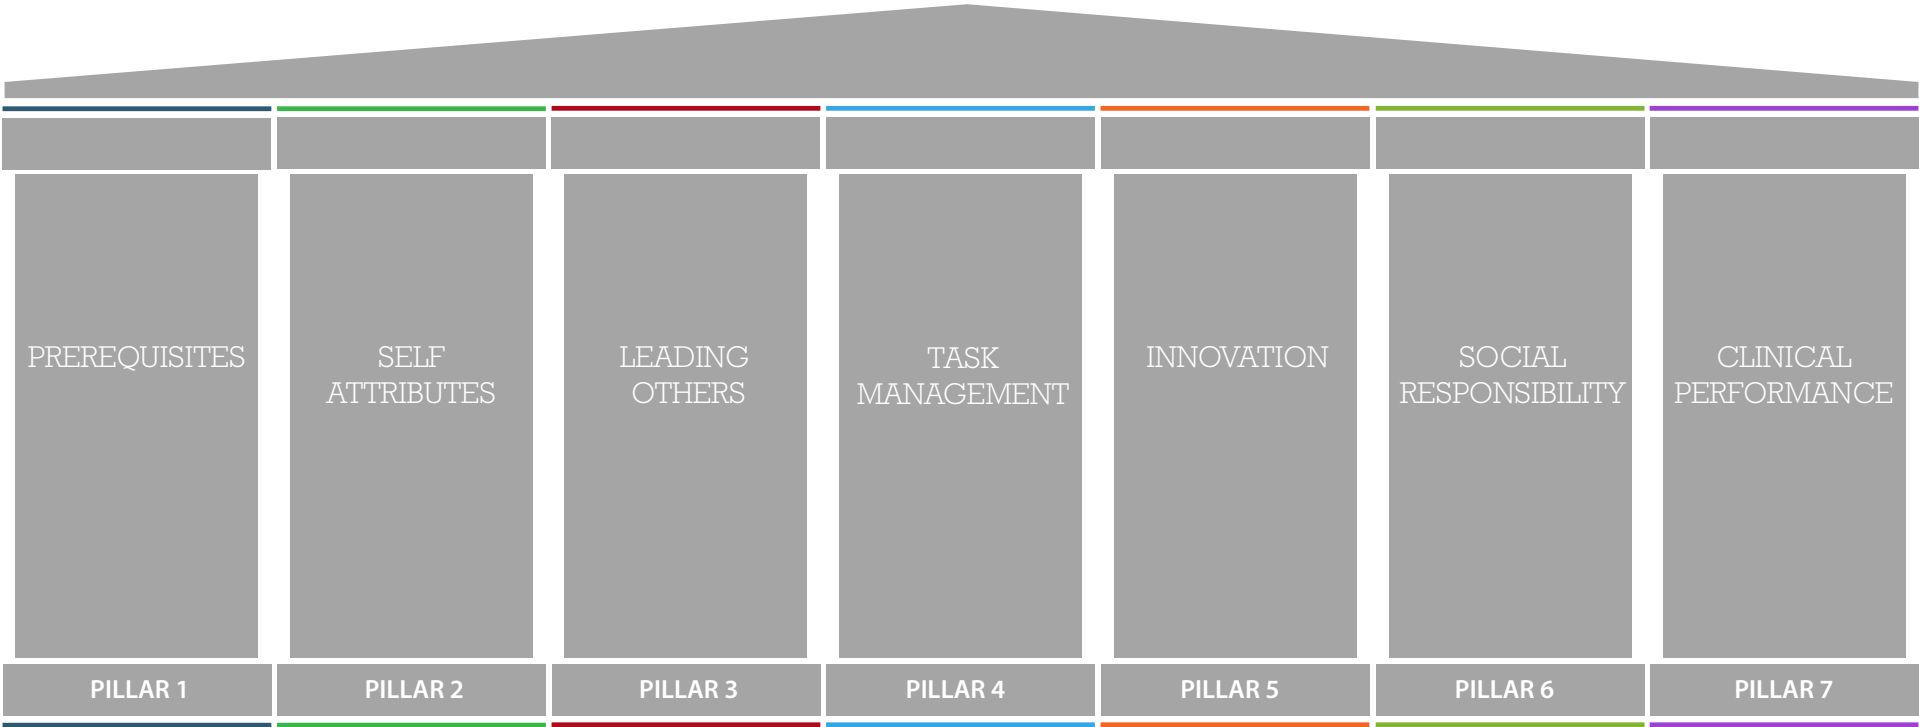 PREREQUISITES
SELF
ATTRIBUTES
LEADING
OTHERS
TASK
MANAGEMENT
INNOVATION
SOCIAL
RESPONSIBILITY
CLINICAL
PERFORMANCE
PILLAR 1
PILLAR 2
PILLAR 3
PILLAR 4
PILLAR 5
PILLAR 6
PILLAR 7